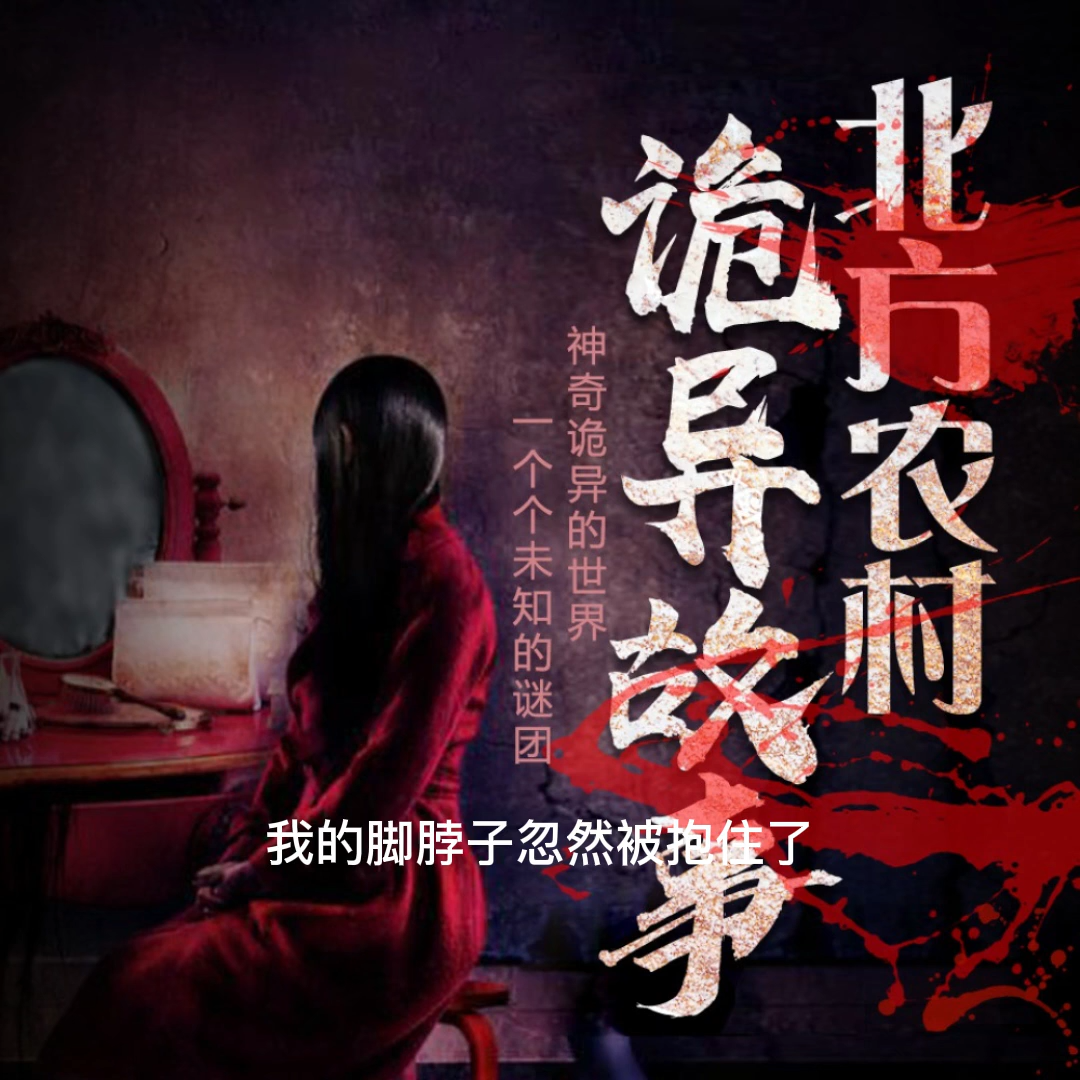 北方农村
诡异故事
神奇诡异的世界
一个个未知的谜团
我的脚脖子忽然被抱住了